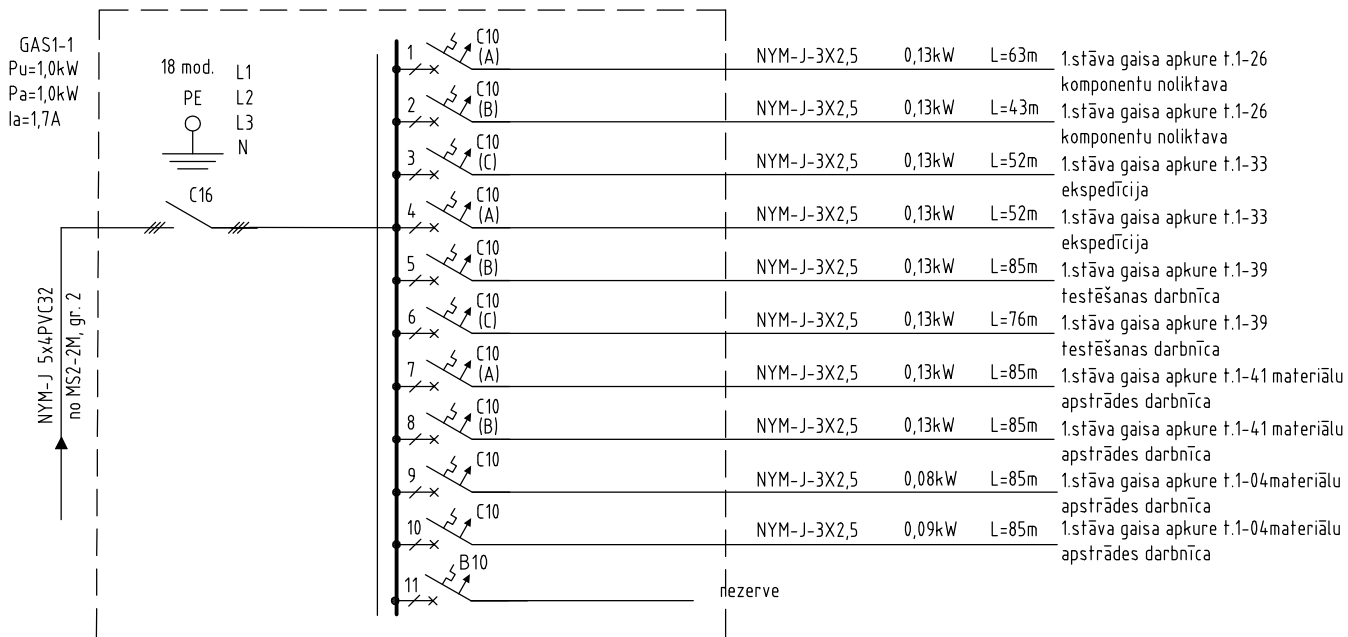 GAS1-1
Pu=1,0kW
Pa=1,0kW
Ia=1,7A
18 mod.
PE
L1
L2
L3
N
C16
NYM-J 5x4PVC32
no MS2-2M, gr. 2
1 C10 (A) NYM-J-3X2,5 0,13kW L=63m 1.stāva gaisa apkure t.1-26
komponentu noliktava
2 C10 (B) NYM-J-3X2,5 0,13kW L=43m 1.stāva gaisa apkure t.1-26
komponentu noliktava
3 C10 (C) NYM-J-3X2,5 0,13kW L=52m 1.stāva gaisa apkure t.1-33
ekspedīcija
4 C10 (A) NYM-J-3X2,5 0,13kW L=52m 1.stāva gaisa apkure t.1-33
ekspedīcija
5 C10 (B) NYM-J-3X2,5 0,13kW L=85m 1.stāva gaisa apkure t.1-39
testēšanas darbnīca
6 C10 (C) NYM-J-3X2,5 0,13kW L=76m 1.stāva gaisa apkure t.1-39
testēšanas darbnīca
7 C10 (A) NYM-J-3X2,5 0,13kW L=85m 1.stāva gaisa apkure t.1-41 materiālu
apstrādes darbnīca
8 C10 (B) NYM-J-3X2,5 0,13kW L=85m 1.stāva gaisa apkure t.1-41 materiālu
apstrādes darbnīca
9 C10 NYM-J-3X2,5 0,08kW L=85m 1.stāva gaisa apkure t.1-04materiālu
apstrādes darbnīca
10 C10 NYM-J-3X2,5 0,09kW L=85m 1.stāva gaisa apkure t.1-04materiālu
apstrādes darbnīca
11 B10 rezerve